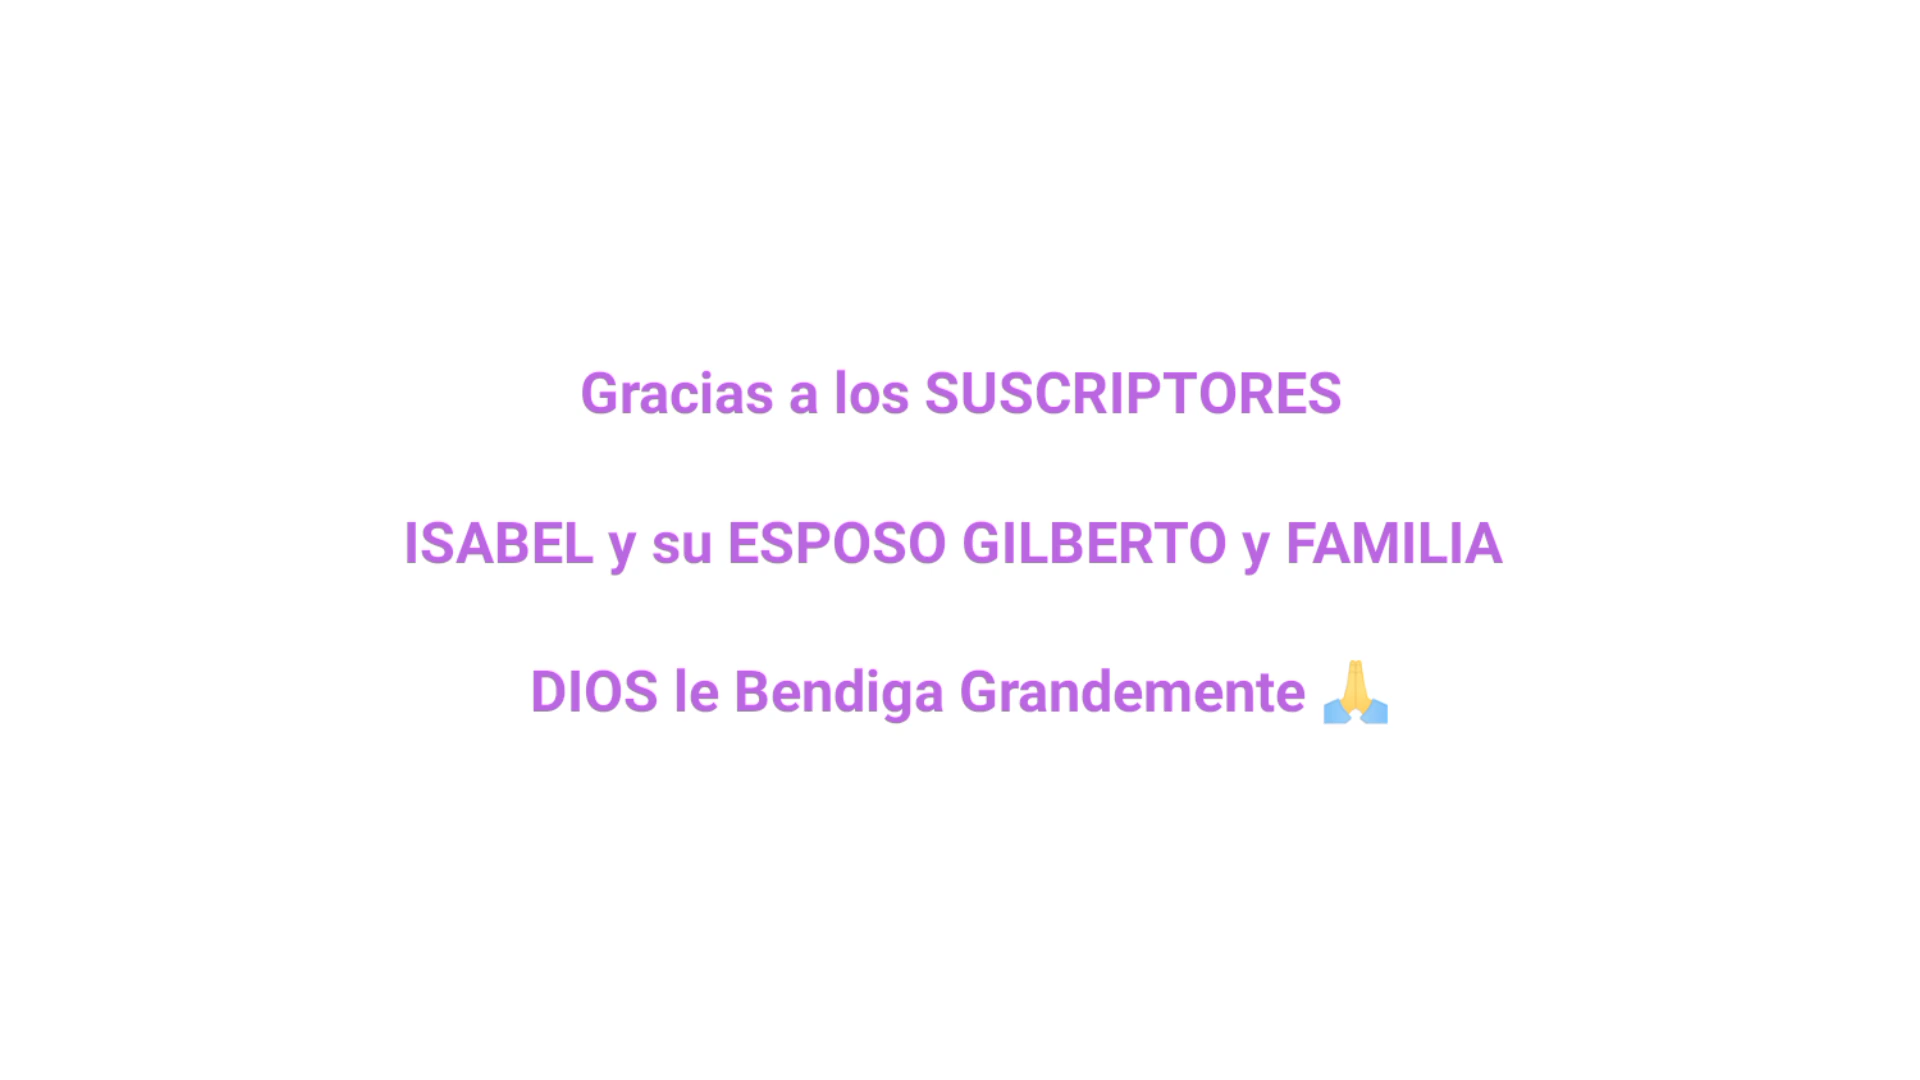 Gracias a los SUSCRIPTORES
ISABEL y su ESPOSO GILBERTO y FAMILIA
DIOS le Bendiga Grandemente 🙏